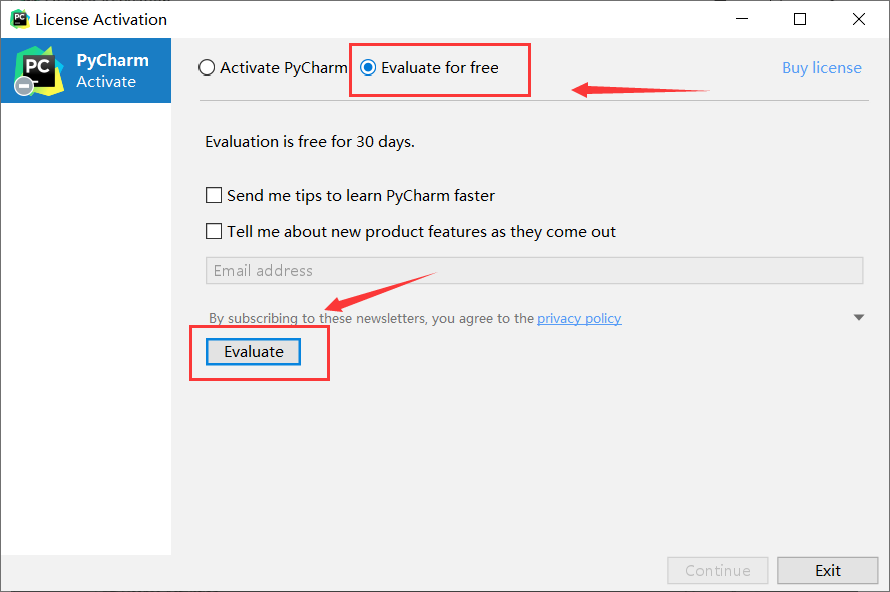 License Activation
PC
PyCharm
Activate
Activate PyCharm Evaluate for free Buy license
Evaluation is free for 30 days.
Send me tips to learn PyCharm faster
Tell me about new product features as they come out
Email address
By subscribing to these newsletters, you agree to the privacy policy
Evaluate
Continue Exit